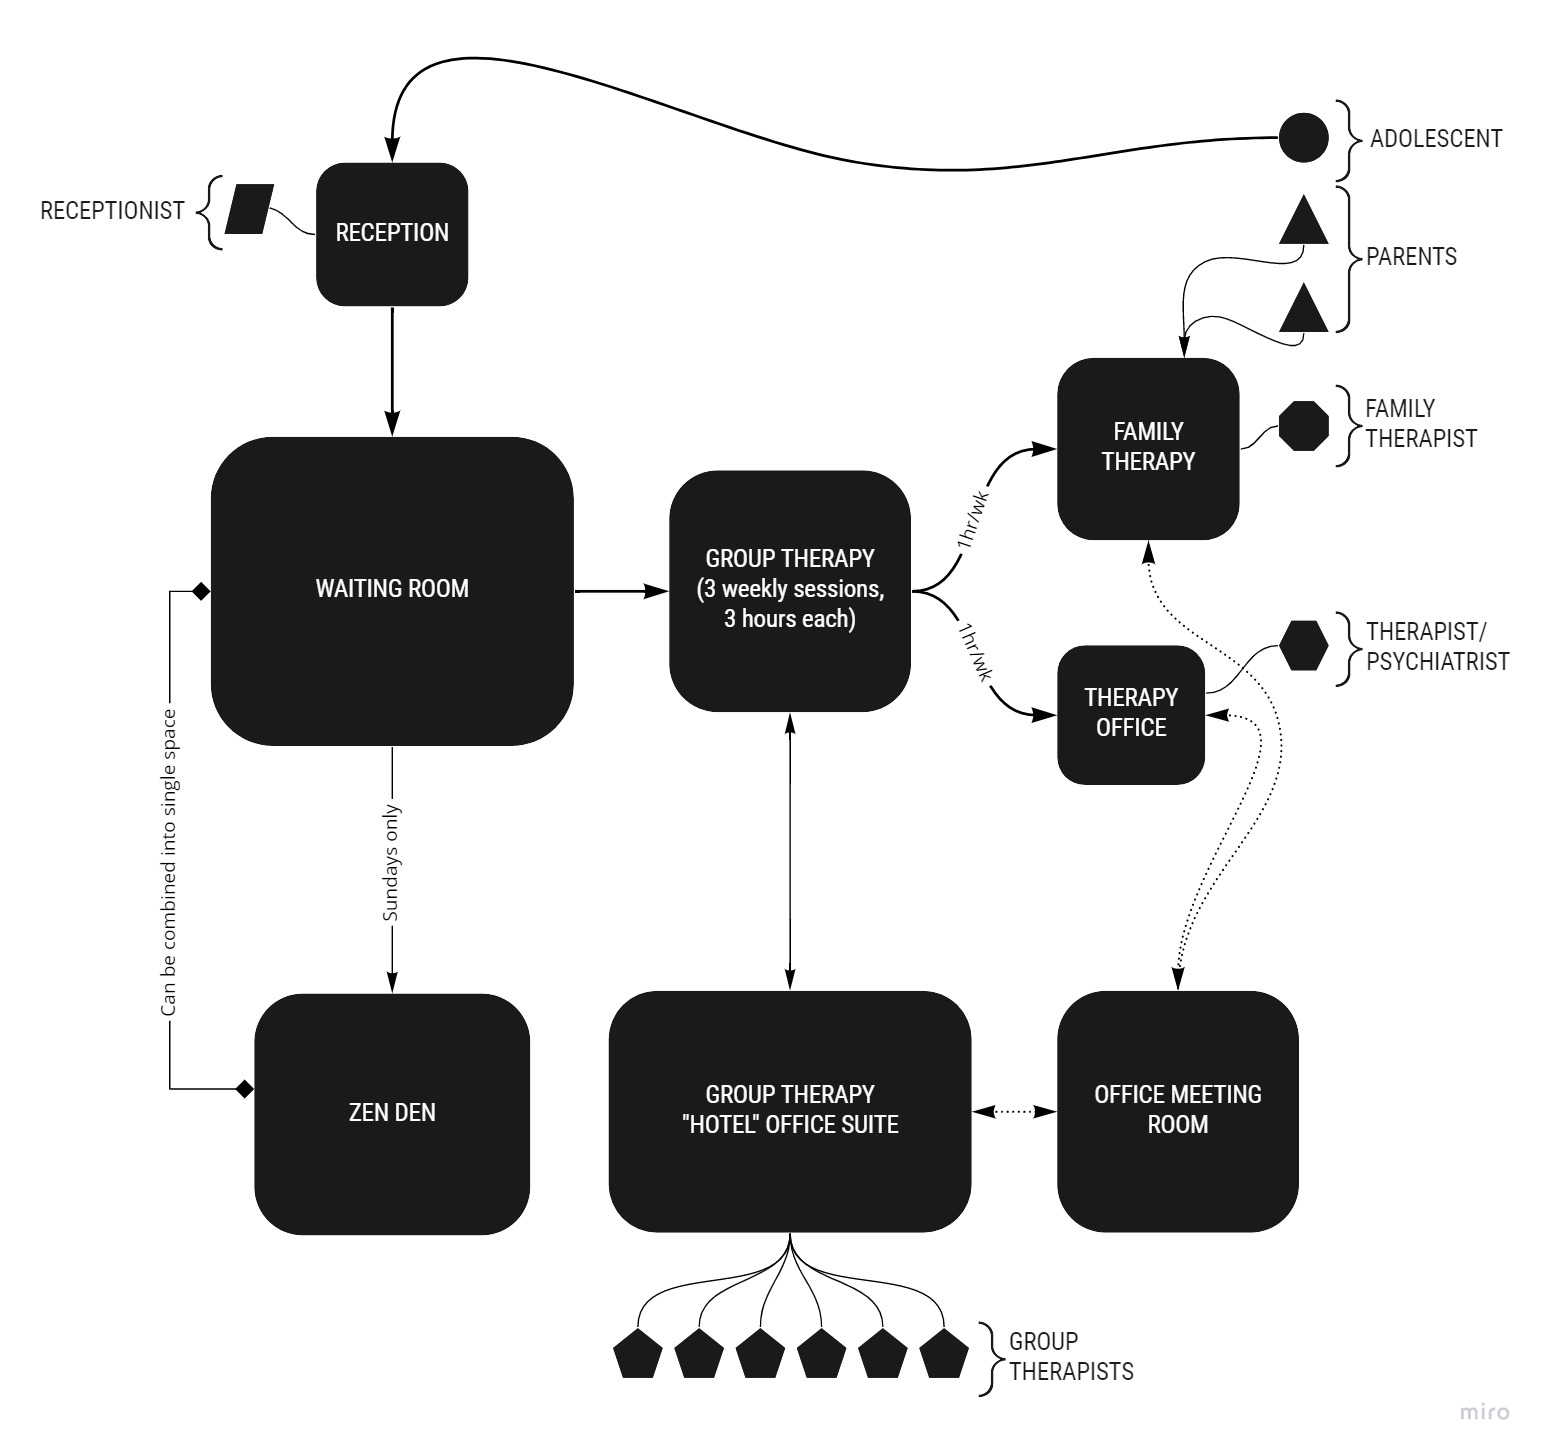 ADOLESCENT
RECEPTIONIST
RECEPTION
PARENTS
FAMILY
THERAPIST
FAMILY
THERAPY
1hr/wk
WAITING ROOM
GROUP THERAPY
(3 weekly sessions,
3 hours each)
1hr/wk
THERAPIST/
PSYCHIATRIST
THERAPY
OFFICE
Can be combined into single space
Sundays only
ZEN DEN
GROUP THERAPY
"HOTEL" OFFICE SUITE
OFFICE MEETING
ROOM
GROUP
THERAPISTS
miro